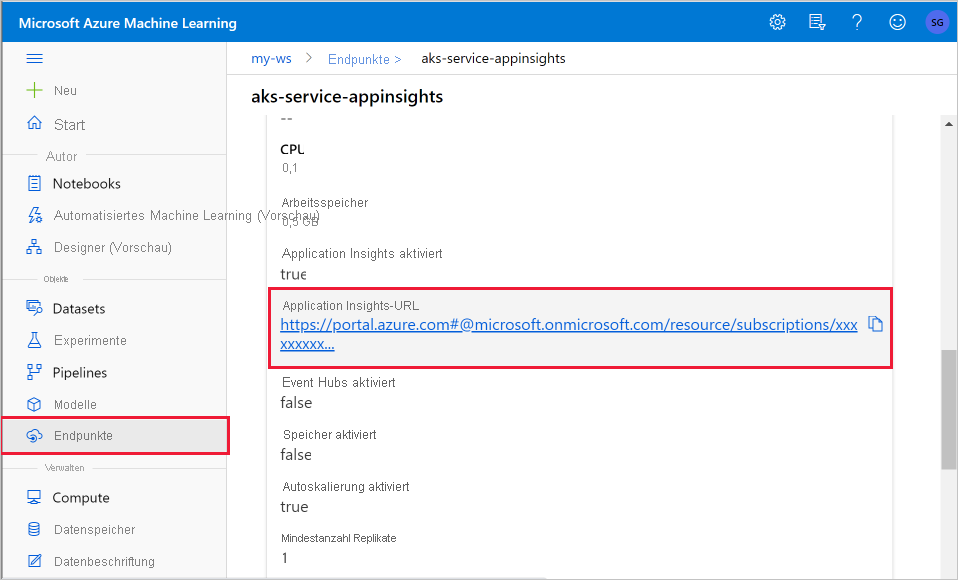 Microsoft Azure Machine Learning
SG
my-ws > Endpunkte > aks-service-appinsights
aks-service-appinsights
Neu
Start
Autor
Notebooks
Automatisiertes Machine Learning (Vorschau)
Designer (Vorschau)
Objekte
Datasets
Experimente
Pipelines
Modelle
Endpunkte
Verwalten
Compute
Datenspeicher
Datenbeschriftung
--
CPU
0,1
Arbeitsspeicher
0,5 GB
Application Insights aktiviert
true
Application Insights-URL
https://portal.azure.com#@microsoft.onmicrosoft.com/resource/subscriptions/xxx
xxxxxxx...
Event Hubs aktiviert
false
Speicher aktiviert
false
Autoskalierung aktiviert
true
Mindestanzahl Replikate
1